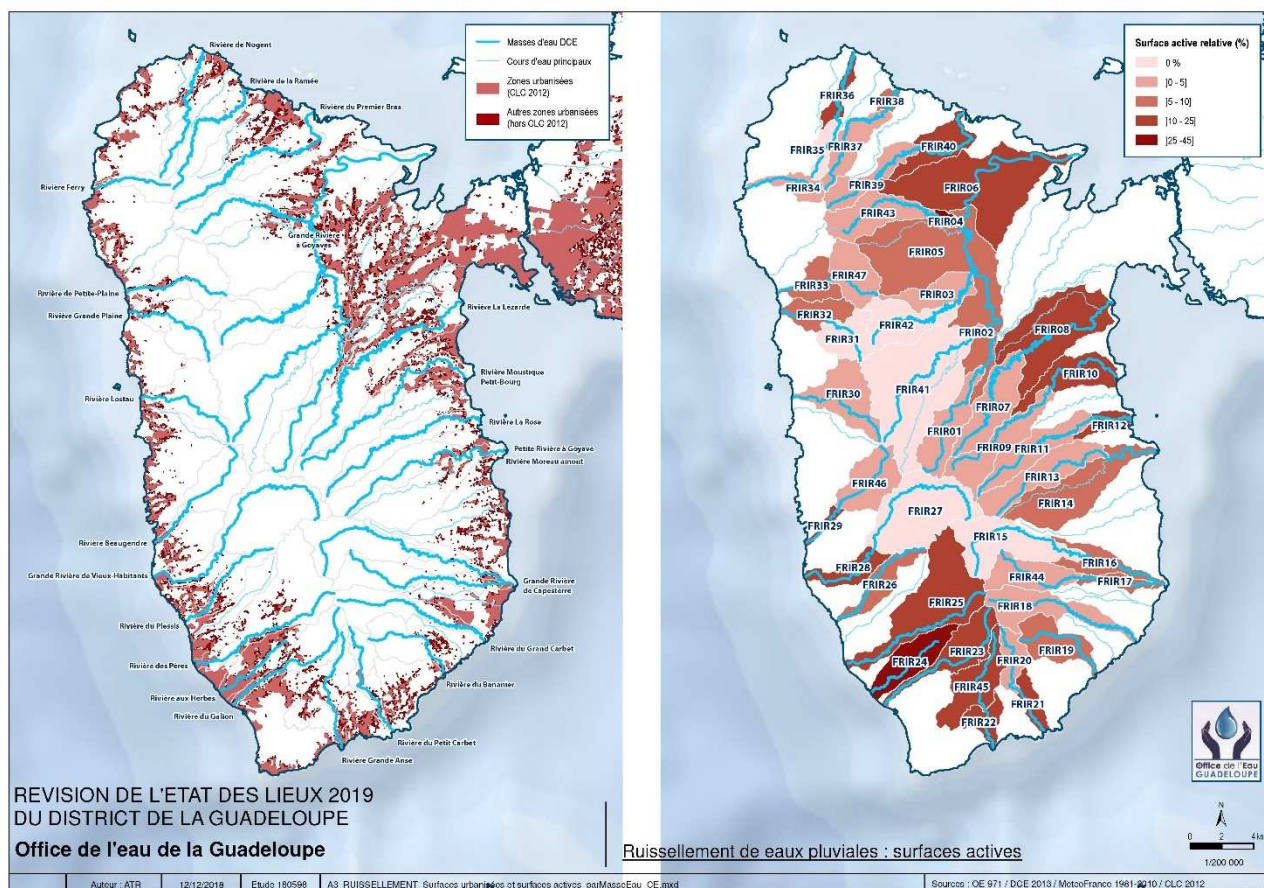 Rivière de Nogent
Rivière de la Ramée
Rivière du Premier Bras
Rivière Ferry
Grande Rivière
à Goyaves
Rivière de Petite-Plaine
Rivière Grande Plaine
Rivière La Lézarde
Rivière Moustique
Petit-Bourg
Rivière Lostau
Rivière La Rose
Petite Rivière à Goyave
Rivière Moreau amont
Rivière Beaugendre
Grande Rivière de Vieux-Habitants
Grande Rivière
de Capesterre
Rivière du Plessis
Rivière du Grand Carbet
Rivière des Pères
Rivière du Bananier
Rivière aux Herbes
Rivière du Galion
Rivière du Petit Carbet
Rivière Grande Anse
Masses d'eau DCE
Cours d'eau principaux
Zones urbanisées
(CLC 2012)
Autres zones urbanisées
(hors CLC 2012)
REVISION DE L'ETAT DES LIEUX 2019
DU DISTRICT DE LA GUADELOUPE
Office de l'eau de la Guadeloupe
Surface active relative (%)
0 %
]0 - 5]
]5 - 10]
]10 - 25]
]25 -45]
FRIR36
FRIR38
FRIR35
FRIR37
FRIR40
FRIR34
FRIR39
FRIR06
FRIR43
FRIR04
FRIR05
FRIR47
FRIR33
FRIR03
FRIR32
FRIR42
FRIR02
FRIR08
FRIR31
FRIR10
FRIR41
FRIR30
FRIR07
FRIR12
FRIR01
FRIR09
FRIR11
FRIR13
FRIR46
FRIR14
FRIR27
FRIR29
FRIR15
FRIR28
FRIR16
FRIR26
FRIR44
FRIR17
FRIR25
FRIR18
FRIR24
FRIR23
FRIR20
FRIR19
FRIR45
FRIR21
FRIR22
Office de l'Eau
GUADELOUPE
N
0 2 4 km
1/200 000
Ruissellement de eaux pluviales : surfaces actives
Auteur : ATR
12/12/2018
Etude 180598
A3_RUISSELLEMENT_Surfaces urbanisées et surfaces actives_parMasseEau_CE.mxd
Sources : OE 971 / DCE 2013 / MeteoFrance 1981-2010 / CLC 2012